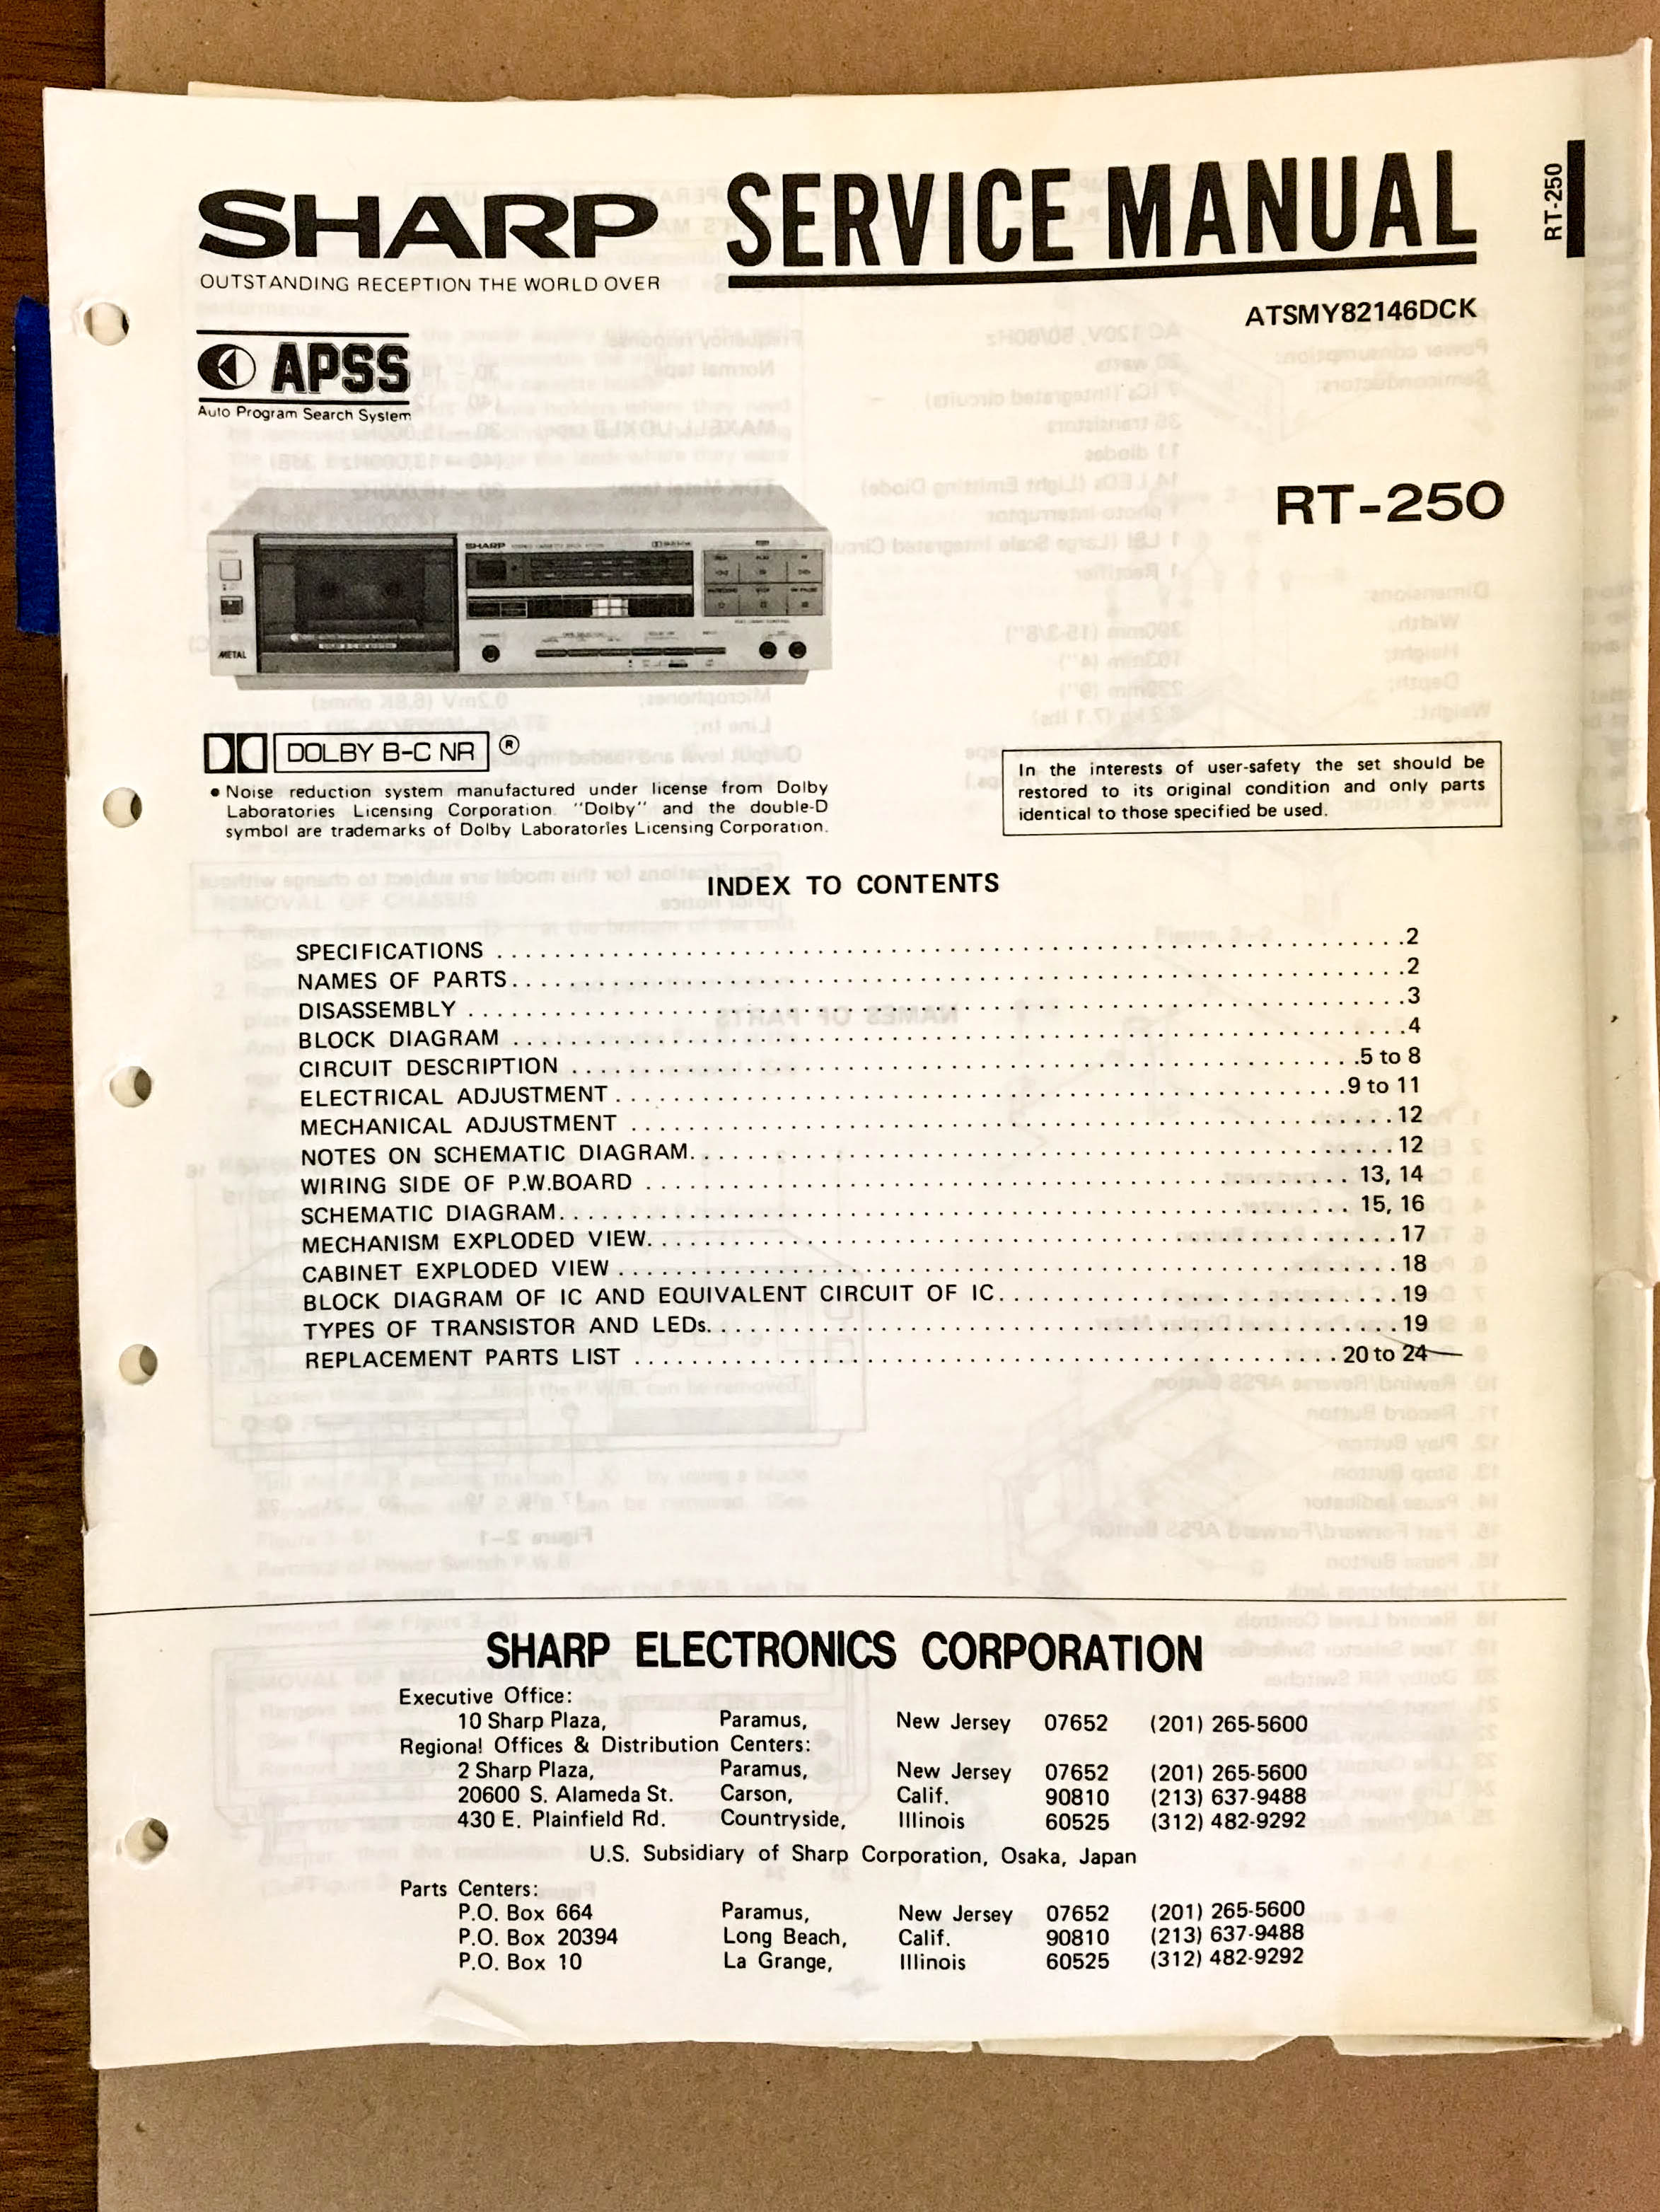 SHARP SERVICE MANUAL
RT-250
OUTSTANDING RECEPTION THE WORLD OVER
ATSMY82146DCK
APSS
Auto Program Search System
RT-250
SHARP
METAL
DOLBY B-C NR ®
• Noise reduction system manufactured under license from Dolby
Laboratories Licensing Corporation. "Dolby" and the double-D
symbol are trademarks of Dolby Laboratories Licensing Corporation.
In the interests of user-safety the set should be
restored to its original condition and only parts
identical to those specified be used.
INDEX TO CONTENTS
SPECIFICATIONS . . . . . . . . . . 2
NAMES OF PARTS . . . . . . . . . . 2
DISASSEMBLY . . . . . . . . . . 3
BLOCK DIAGRAM . . . . . . . . . . 4
CIRCUIT DESCRIPTION . . . . . . . . . . 5 to 8
ELECTRICAL ADJUSTMENT . . . . . . . . . . 9 to 11
MECHANICAL ADJUSTMENT . . . . . . . . . . 12
NOTES ON SCHEMATIC DIAGRAM. . . . . . . . . . 12
WIRING SIDE OF P.W.BOARD . . . . . . . . . . 13, 14
SCHEMATIC DIAGRAM. . . . . . . . . . 15, 16
MECHANISM EXPLODED VIEW. . . . . . . . . . 17
CABINET EXPLODED VIEW . . . . . . . . . . 18
BLOCK DIAGRAM OF IC AND EQUIVALENT CIRCUIT OF IC. . . . . . . . . . 19
TYPES OF TRANSISTOR AND LEDs. . . . . . . . . . 19
REPLACEMENT PARTS LIST . . . . . . . . . . 20 to 24
SHARP ELECTRONICS CORPORATION
Executive Office:
10 Sharp Plaza, Paramus, New Jersey 07652 (201) 265-5600
Regional Offices & Distribution Centers:
2 Sharp Plaza, Paramus, New Jersey 07652 (201) 265-5600
20600 S. Alameda St. Carson, Calif. 90810 (213) 637-9488
430 E. Plainfield Rd. Countryside, Illinois 60525 (312) 482-9292
U.S. Subsidiary of Sharp Corporation, Osaka, Japan
Parts Centers:
P.O. Box 664 Paramus, New Jersey 07652 (201) 265-5600
P.O. Box 20394 Long Beach, Calif. 90810 (213) 637-9488
P.O. Box 10 La Grange, Illinois 60525 (312) 482-9292